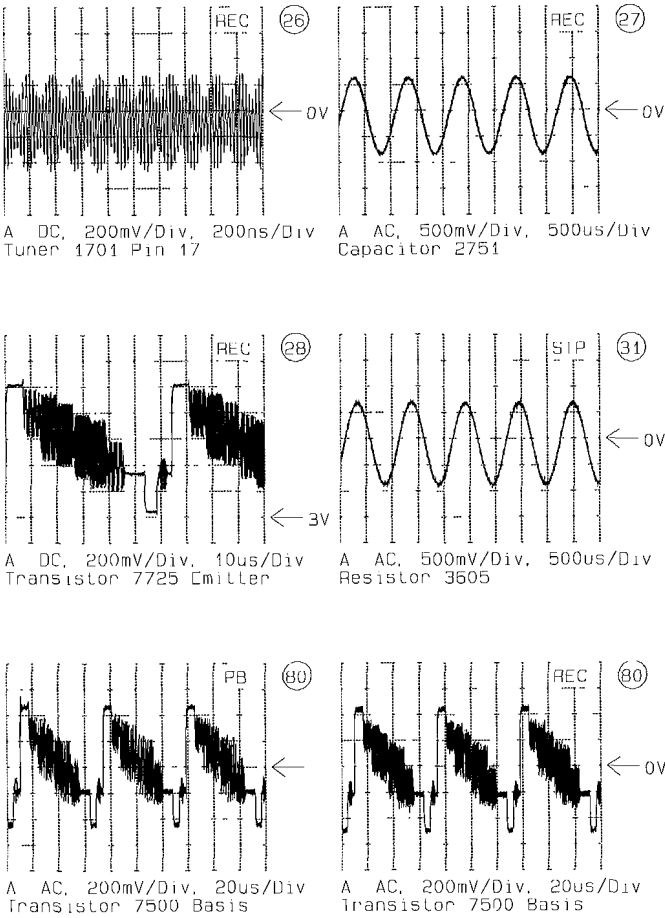 REC 26
0V
A DC, 200mV/Div, 200ns/Div
Tuner 1701 Pin 17
REC 27
0V
A AC, 500mV/Div, 500us/Div
Capacitor 2751
REC 28
3V
A DC, 200mV/Div, 10us/Div
Transistor 7725 Emitter
STP 31
0V
A AC, 500mV/Div, 500us/Div
Resistor 3605
PB 80
A AC, 200mV/Div, 20us/Div
Transistor 7500 Basis
REC 80
0V
A AC, 200mV/Div, 20us/Div
Transistor 7500 Basis